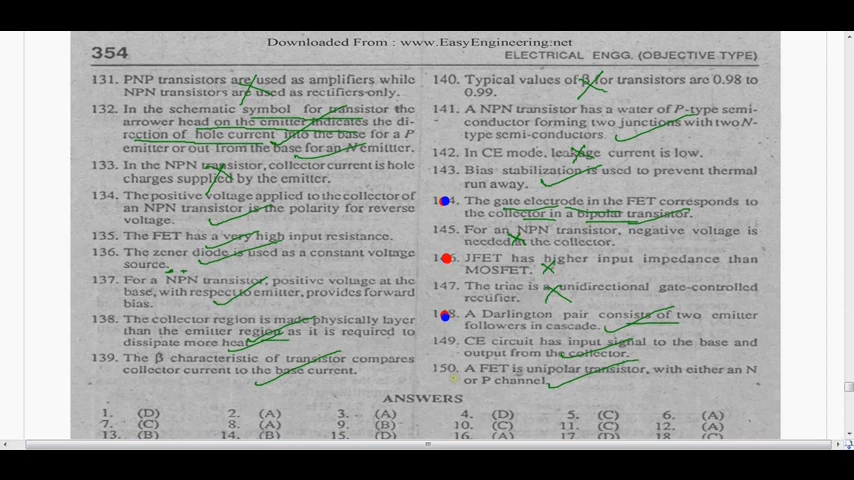 Downloaded From : www.EasyEngineering.net
354
ELECTRICAL ENGG. (OBJECTIVE TYPE)
131. PNP transistors are used as amplifiers while
NPN transistors are used as rectifiers only.
132. In the schematic symbol for transistor the
arrower head on the emitter indicates the di-
rection of hole current into the base for a P
emitter or out from the base for an N emittter.
133. In the NPN transistor, collector current is hole
charges supplied by the emitter.
134. The positive voltage applied to the collector of
an NPN transistor is the polarity for reverse
voltage.
135. The FET has a very high input resistance.
136. The zener diode is used as a constant voltage
source.
137. For a NPN transistor, positive voltage at the
base, with respect to emitter, provides forward
bias.
138. The collector region is made physically layer
than the emitter region as it is required to
dissipate more heat.
139. The β characteristic of transistor compares
collector current to the base current.
140. Typical values of β for transistors are 0.98 to
0.99.
141. A NPN transistor has a water of P-type semi-
conductor forming two junctions with two N-
type semi-conductors.
142. In CE mode, leakage current is low.
143. Bias stabilization is used to prevent thermal
run away.
144. The gate electrode in the FET corresponds to
the collector in a bipolar transistor.
145. For an NPN transistor, negative voltage is
needed at the collector.
146. JFET has higher input impedance than
MOSFET.
147. The triac is a unidirectional gate-controlled
rectifier.
148. A Darlington pair consists of two emitter
followers in cascade.
149. CE circuit has input signal to the base and
output from the collector.
150. A FET is unipolar transistor, with either an N
or P channel.
ANSWERS
1. (D) 2. (A) 3. (A) 4. (D) 5. (C) 6. (A)
7. (C) 8. (A) 9. (B) 10. (C) 11. (C) 12. (A)
13. (B) 14. (B) 15. (D) 16. (A) 17. (D) 18. (C)